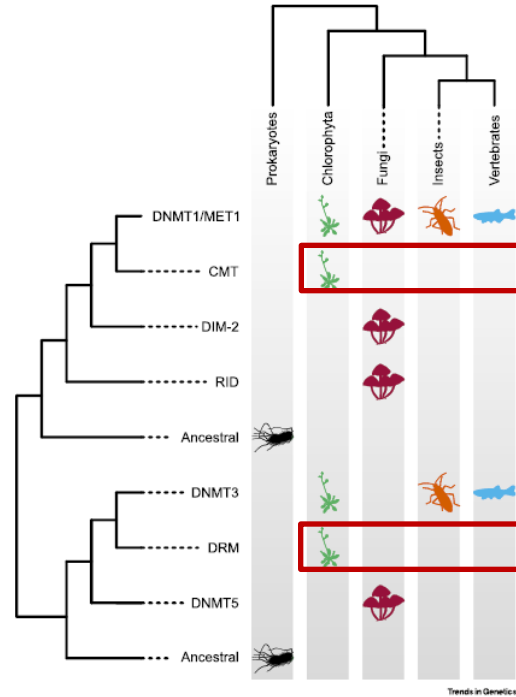 Prokaryotes
Chlorophyta
Fungi
Insects
Vertebrates
DNMT1/MET1
CMT
DIM-2
RID
Ancestral
DNMT3
DRM
DNMT5
Ancestral
Trends in Genetics